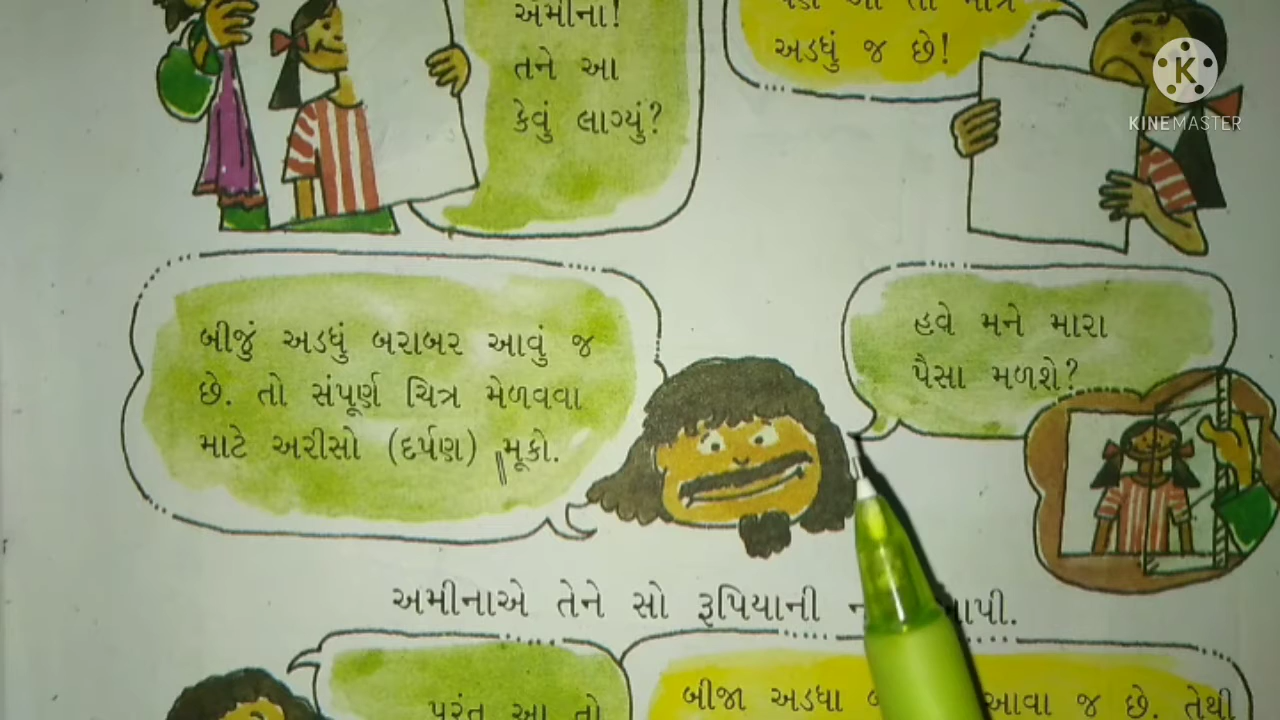 અમીના!
તને આ
કેવું લાગ્યું?
અડધું જ છે!
K
KINEMASTER
બીજું અડધું બરાબર આવું જ
છે. તો સંપૂર્ણ ચિત્ર મેળવવા
માટે અરીસો (દર્પણ) મૂકો.
હવે મને મારા
પૈસા મળશે?
અમીનાએ તેને સો રૂપિયાની
પરંતુ આ તો
બીજા અડધા આવા જ છે. તેથી